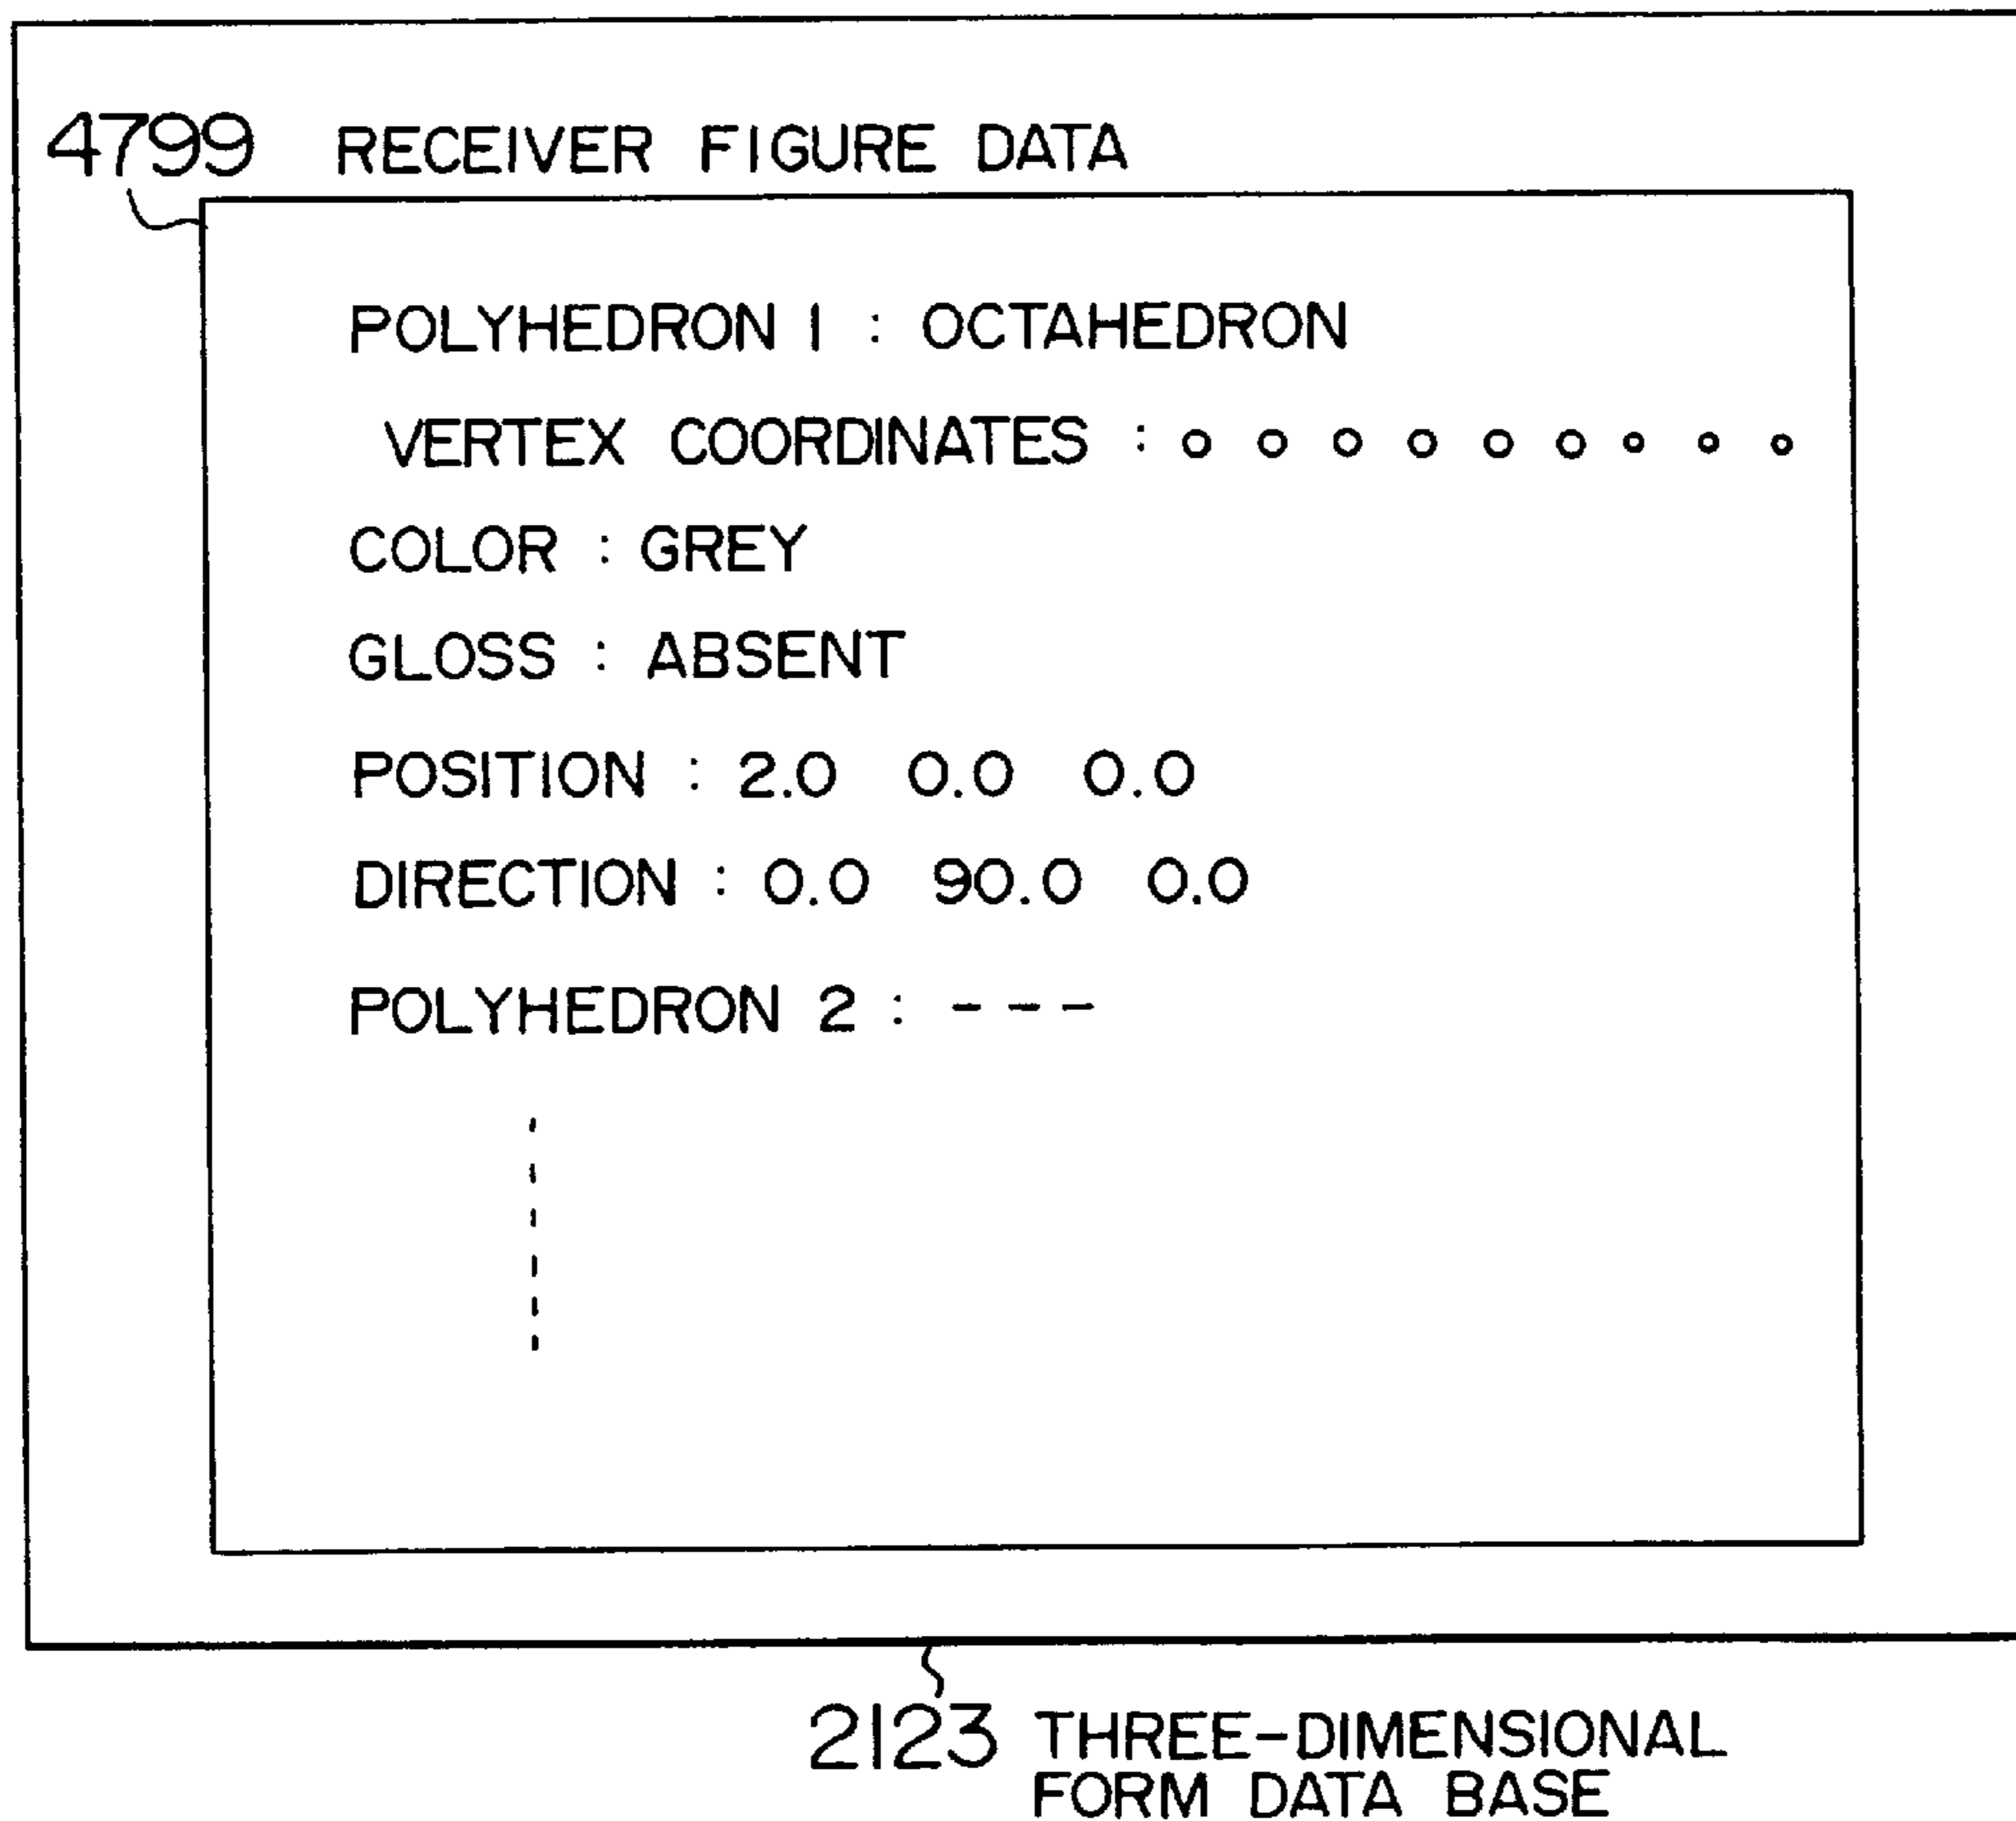 4799 RECEIVER FIGURE DATA
POLYHEDRON 1 : OCTAHEDRON
VERTEX COORDINATES : o o o o o o o o o
COLOR : GREY
GLOSS : ABSENT
POSITION : 2.0 0.0 0.0
DIRECTION : 0.0 90.0 0.0
POLYHEDRON 2 : ---
2123 THREE-DIMENSIONAL
FORM DATA BASE